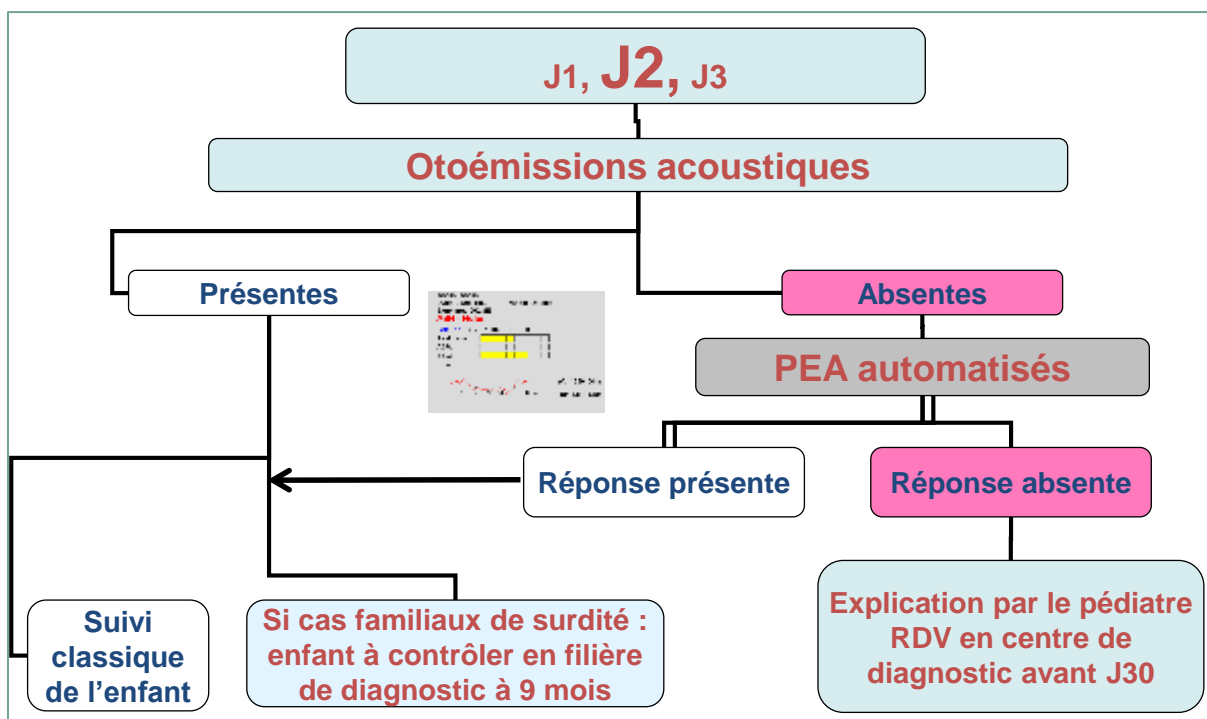 J1, J2, J3
Otoémissions acoustiques
Présentes
Absentes
PEA automatisés
Réponse présente
Réponse absente
Suivi
classique
de l’enfant
Si cas familiaux de surdité :
enfant à contrôler en filière
de diagnostic à 9 mois
Explication par le pédiatre
RDV en centre de
diagnostic avant J30